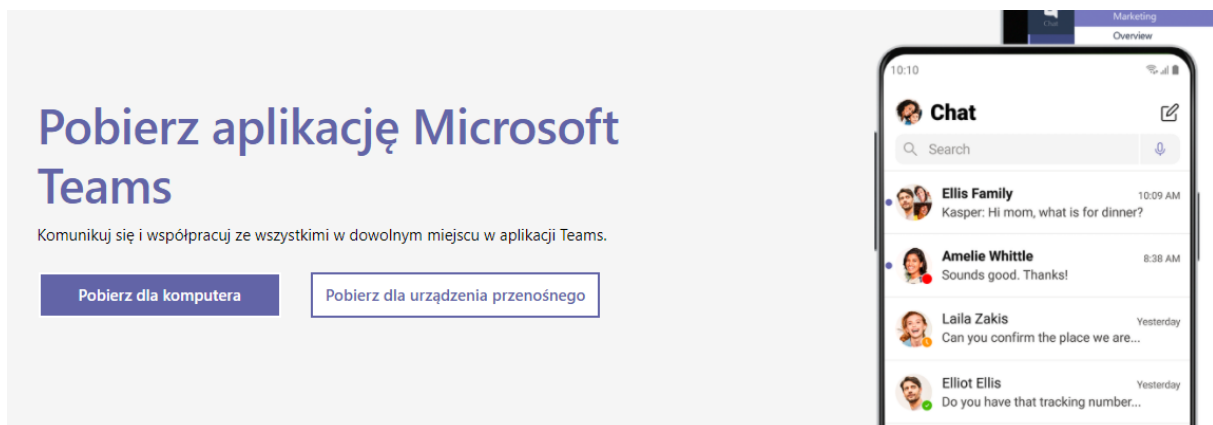 Pobierz aplikację Microsoft
Teams
Komunikuj się i współpracuj ze wszystkimi w dowolnym miejscu w aplikacji Teams.
Pobierz dla komputera
Pobierz dla urządzenia przenośnego
Chat
Marketing
Overview
10:10
Chat
Search
Ellis Family 10:09 AM
Kasper: Hi mom, what is for dinner?
Amelie Whittle 8:38 AM
Sounds good. Thanks!
Laila Zakis Yesterday
Can you confirm the place we are...
Elliot Ellis Yesterday
Do you have that tracking number...